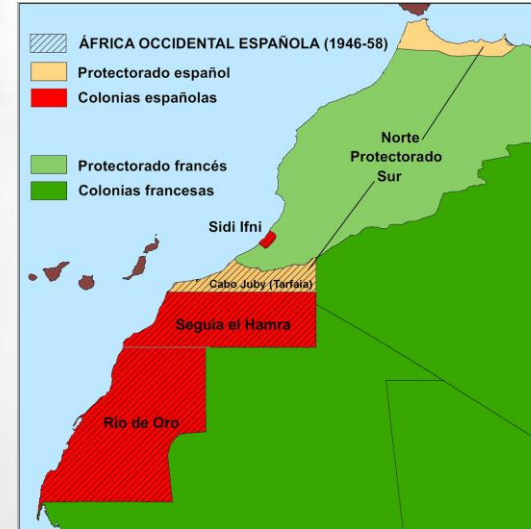 ÁFRICA OCCIDENTAL ESPAÑOLA (1946-58)
Protectorado español
Colonias españolas
Protectorado francés
Colonias francesas
Norte
Protectorado
Sur
Sidi Ifni
Cabo Juby (Tarfaia)
Seguia el Hamra
Rio de Oro